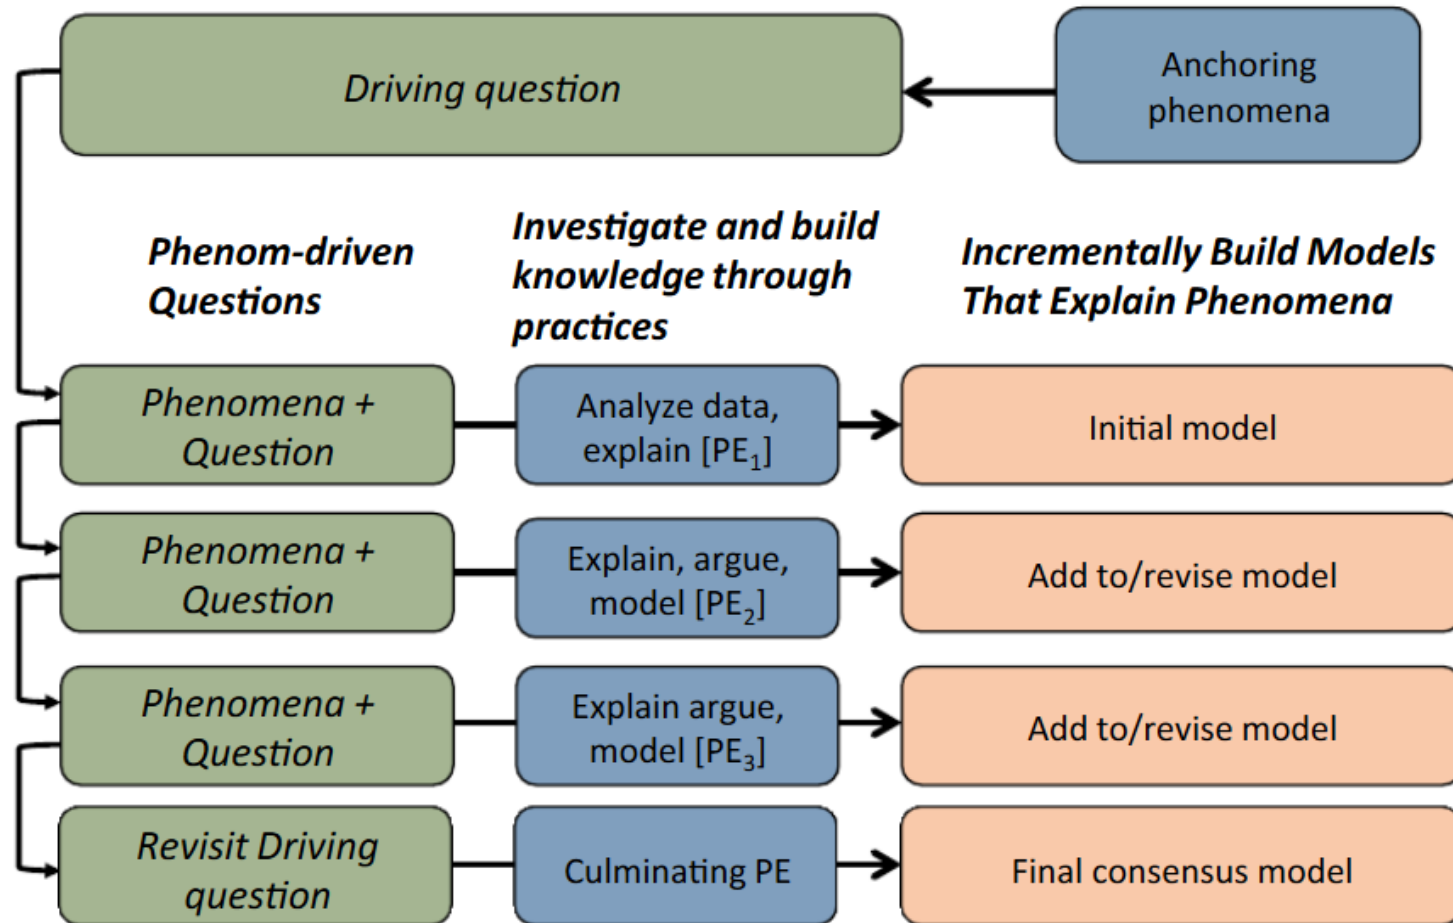 Driving question
Anchoring
phenomena
Phenom-driven
Questions
Investigate and build
knowledge through
practices
Incrementally Build Models
That Explain Phenomena
Phenomena +
Question
Analyze data,
explain [PE₁]
Initial model
Phenomena +
Question
Explain, argue,
model [PE₂]
Add to/revise model
Phenomena +
Question
Explain argue,
model [PE₃]
Add to/revise model
Revisit Driving
question
Culminating PE
Final consensus model